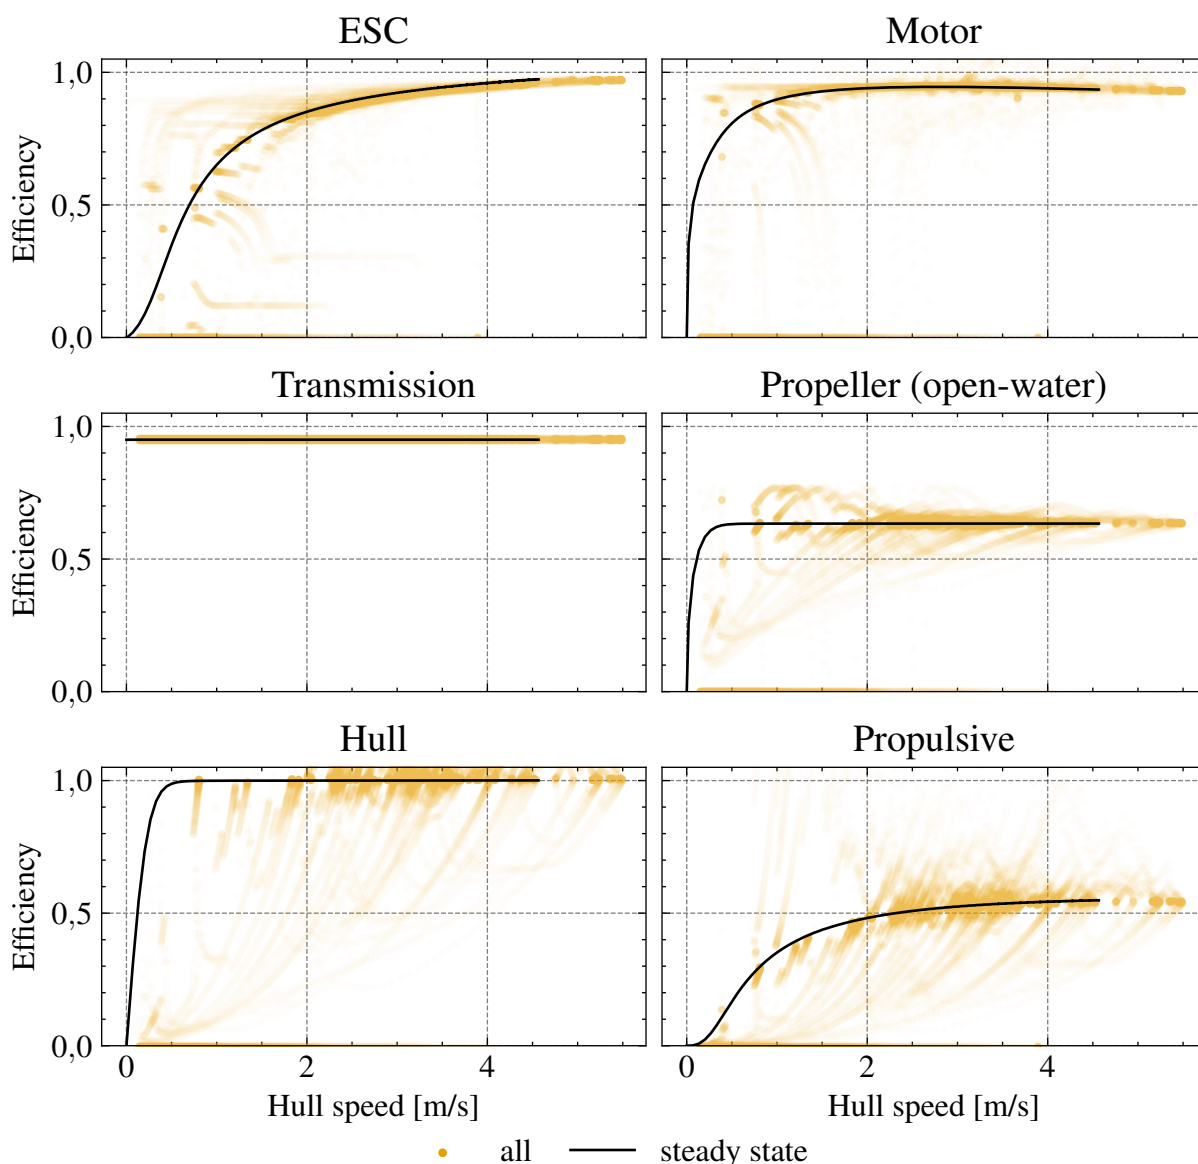 ESC
Motor
Efficiency
1,0
0,5
0,0
Transmission
Propeller (open-water)
Efficiency
1,0
0,5
0,0
Efficiency
Hull
Propulsive
Efficiency
1,0
0,5
0,0
0
2
4
0
2
4
Hull speed [m/s]
Hull speed [m/s]
all
steady state